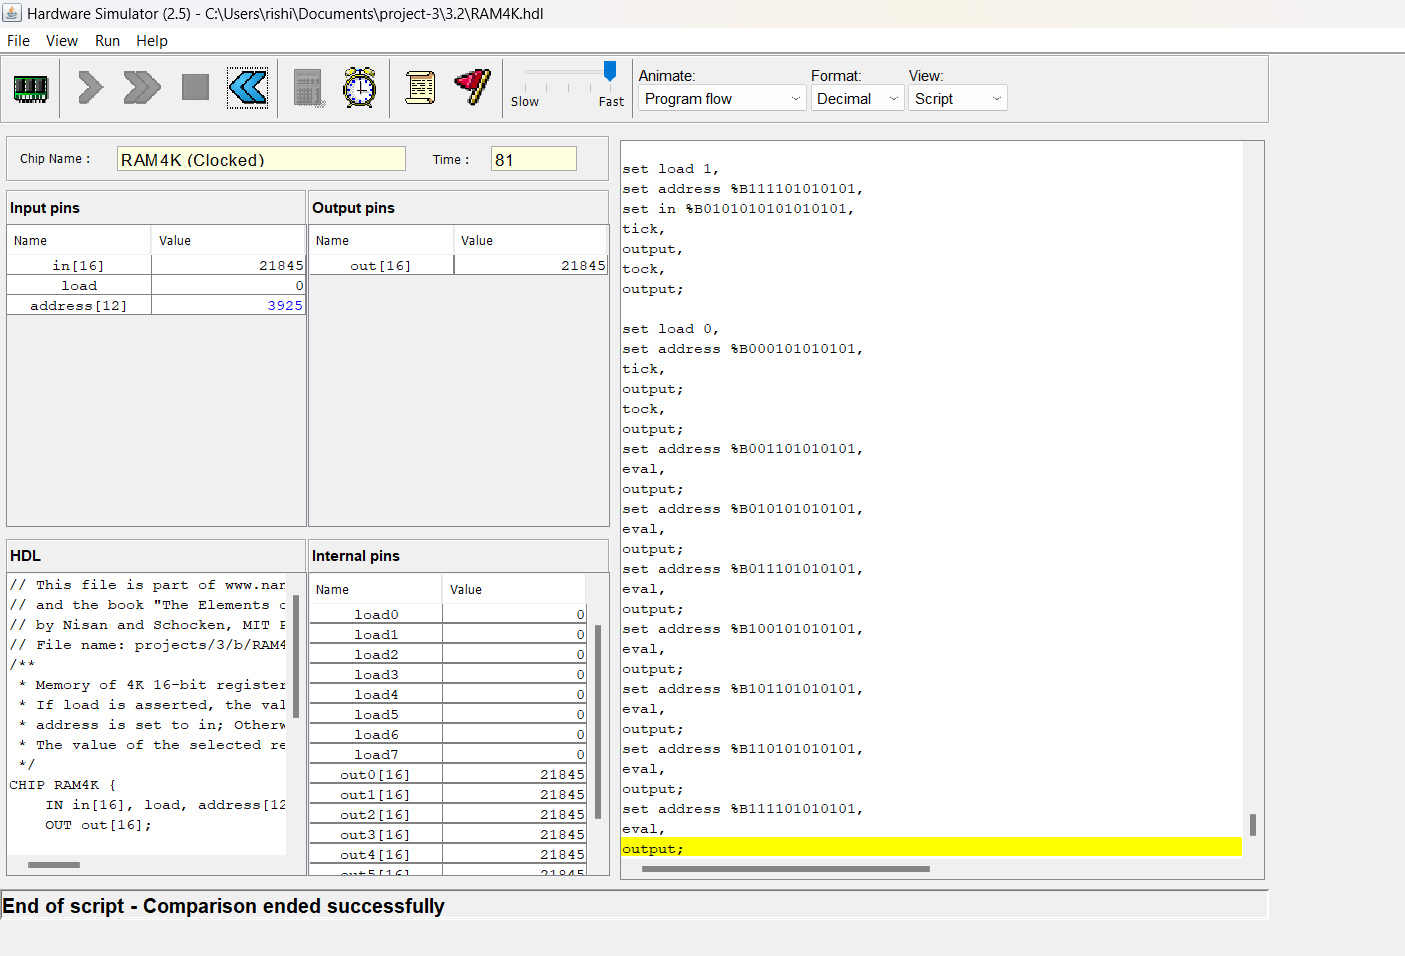 Hardware Simulator (2.5) - C:\Users\rishi\Documents\project-3\3.2\RAM4K.hdl
File View Run Help
Slow Fast
Animate: Format: View:
Program flow Decimal Script
Chip Name : RAM4K (Clocked) Time : 81
Input pins
Name Value
in[16] 21845
load 0
address[12] 3925
Output pins
Name Value
out[16] 21845
HDL
// This file is part of www.nan
// and the book "The Elements o
// by Nisan and Schocken, MIT P
// File name: projects/3/b/RAM4
/**
* Memory of 4K 16-bit register
* If load is asserted, the val
* address is set to in; Otherw
* The value of the selected re
*/
CHIP RAM4K {
IN in[16], load, address[12
OUT out[16];
Internal pins
Name Value
load0 0
load1 0
load2 0
load3 0
load4 0
load5 0
load6 0
load7 0
out0[16] 21845
out1[16] 21845
out2[16] 21845
out3[16] 21845
out4[16] 21845
out5[16] 21845
set load 1,
set address %B111101010101,
set in %B0101010101010101,
tick,
output,
tock,
output;
set load 0,
set address %B000101010101,
tick,
output;
tock,
output;
set address %B001101010101,
eval,
output;
set address %B010101010101,
eval,
output;
set address %B011101010101,
eval,
output;
set address %B100101010101,
eval,
output;
set address %B101101010101,
eval,
output;
set address %B110101010101,
eval,
output;
set address %B111101010101,
eval,
output;
End of script - Comparison ended successfully